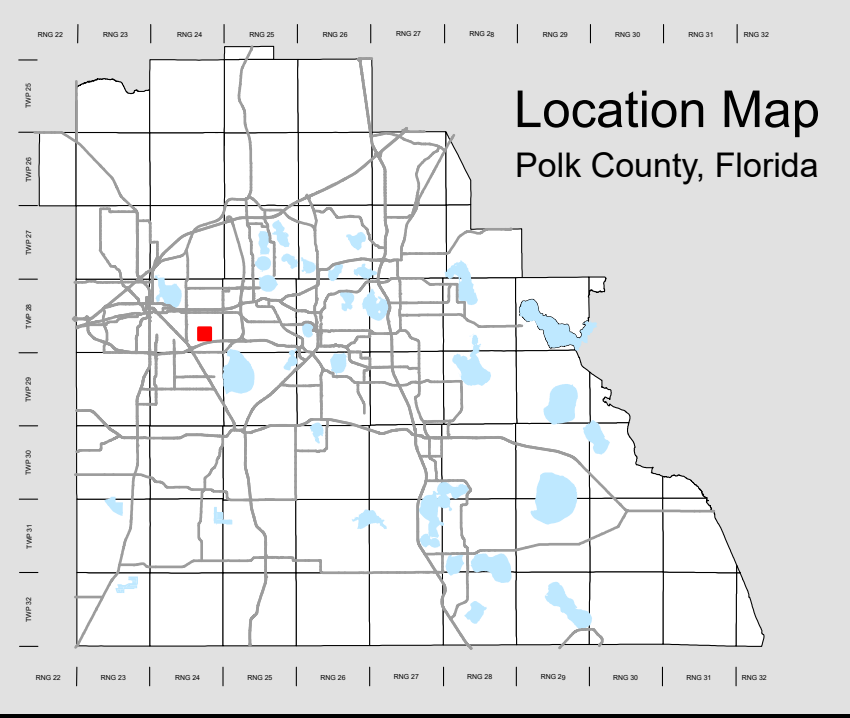 RNG 22 RNG 23 RNG 24 RNG 25 RNG 26 RNG 27 RNG 28 RNG 29 RNG 30 RNG 31 RNG 32
Location Map
Polk County, Florida
TWP 25
TWP 26
TWP 27
TWP 28
TWP 29
TWP 30
TWP 31
TWP 32
RNG 22 RNG 23 RNG 24 RNG 25 RNG 26 RNG 27 RNG 28 RNG 29 RNG 30 RNG 31 RNG 32